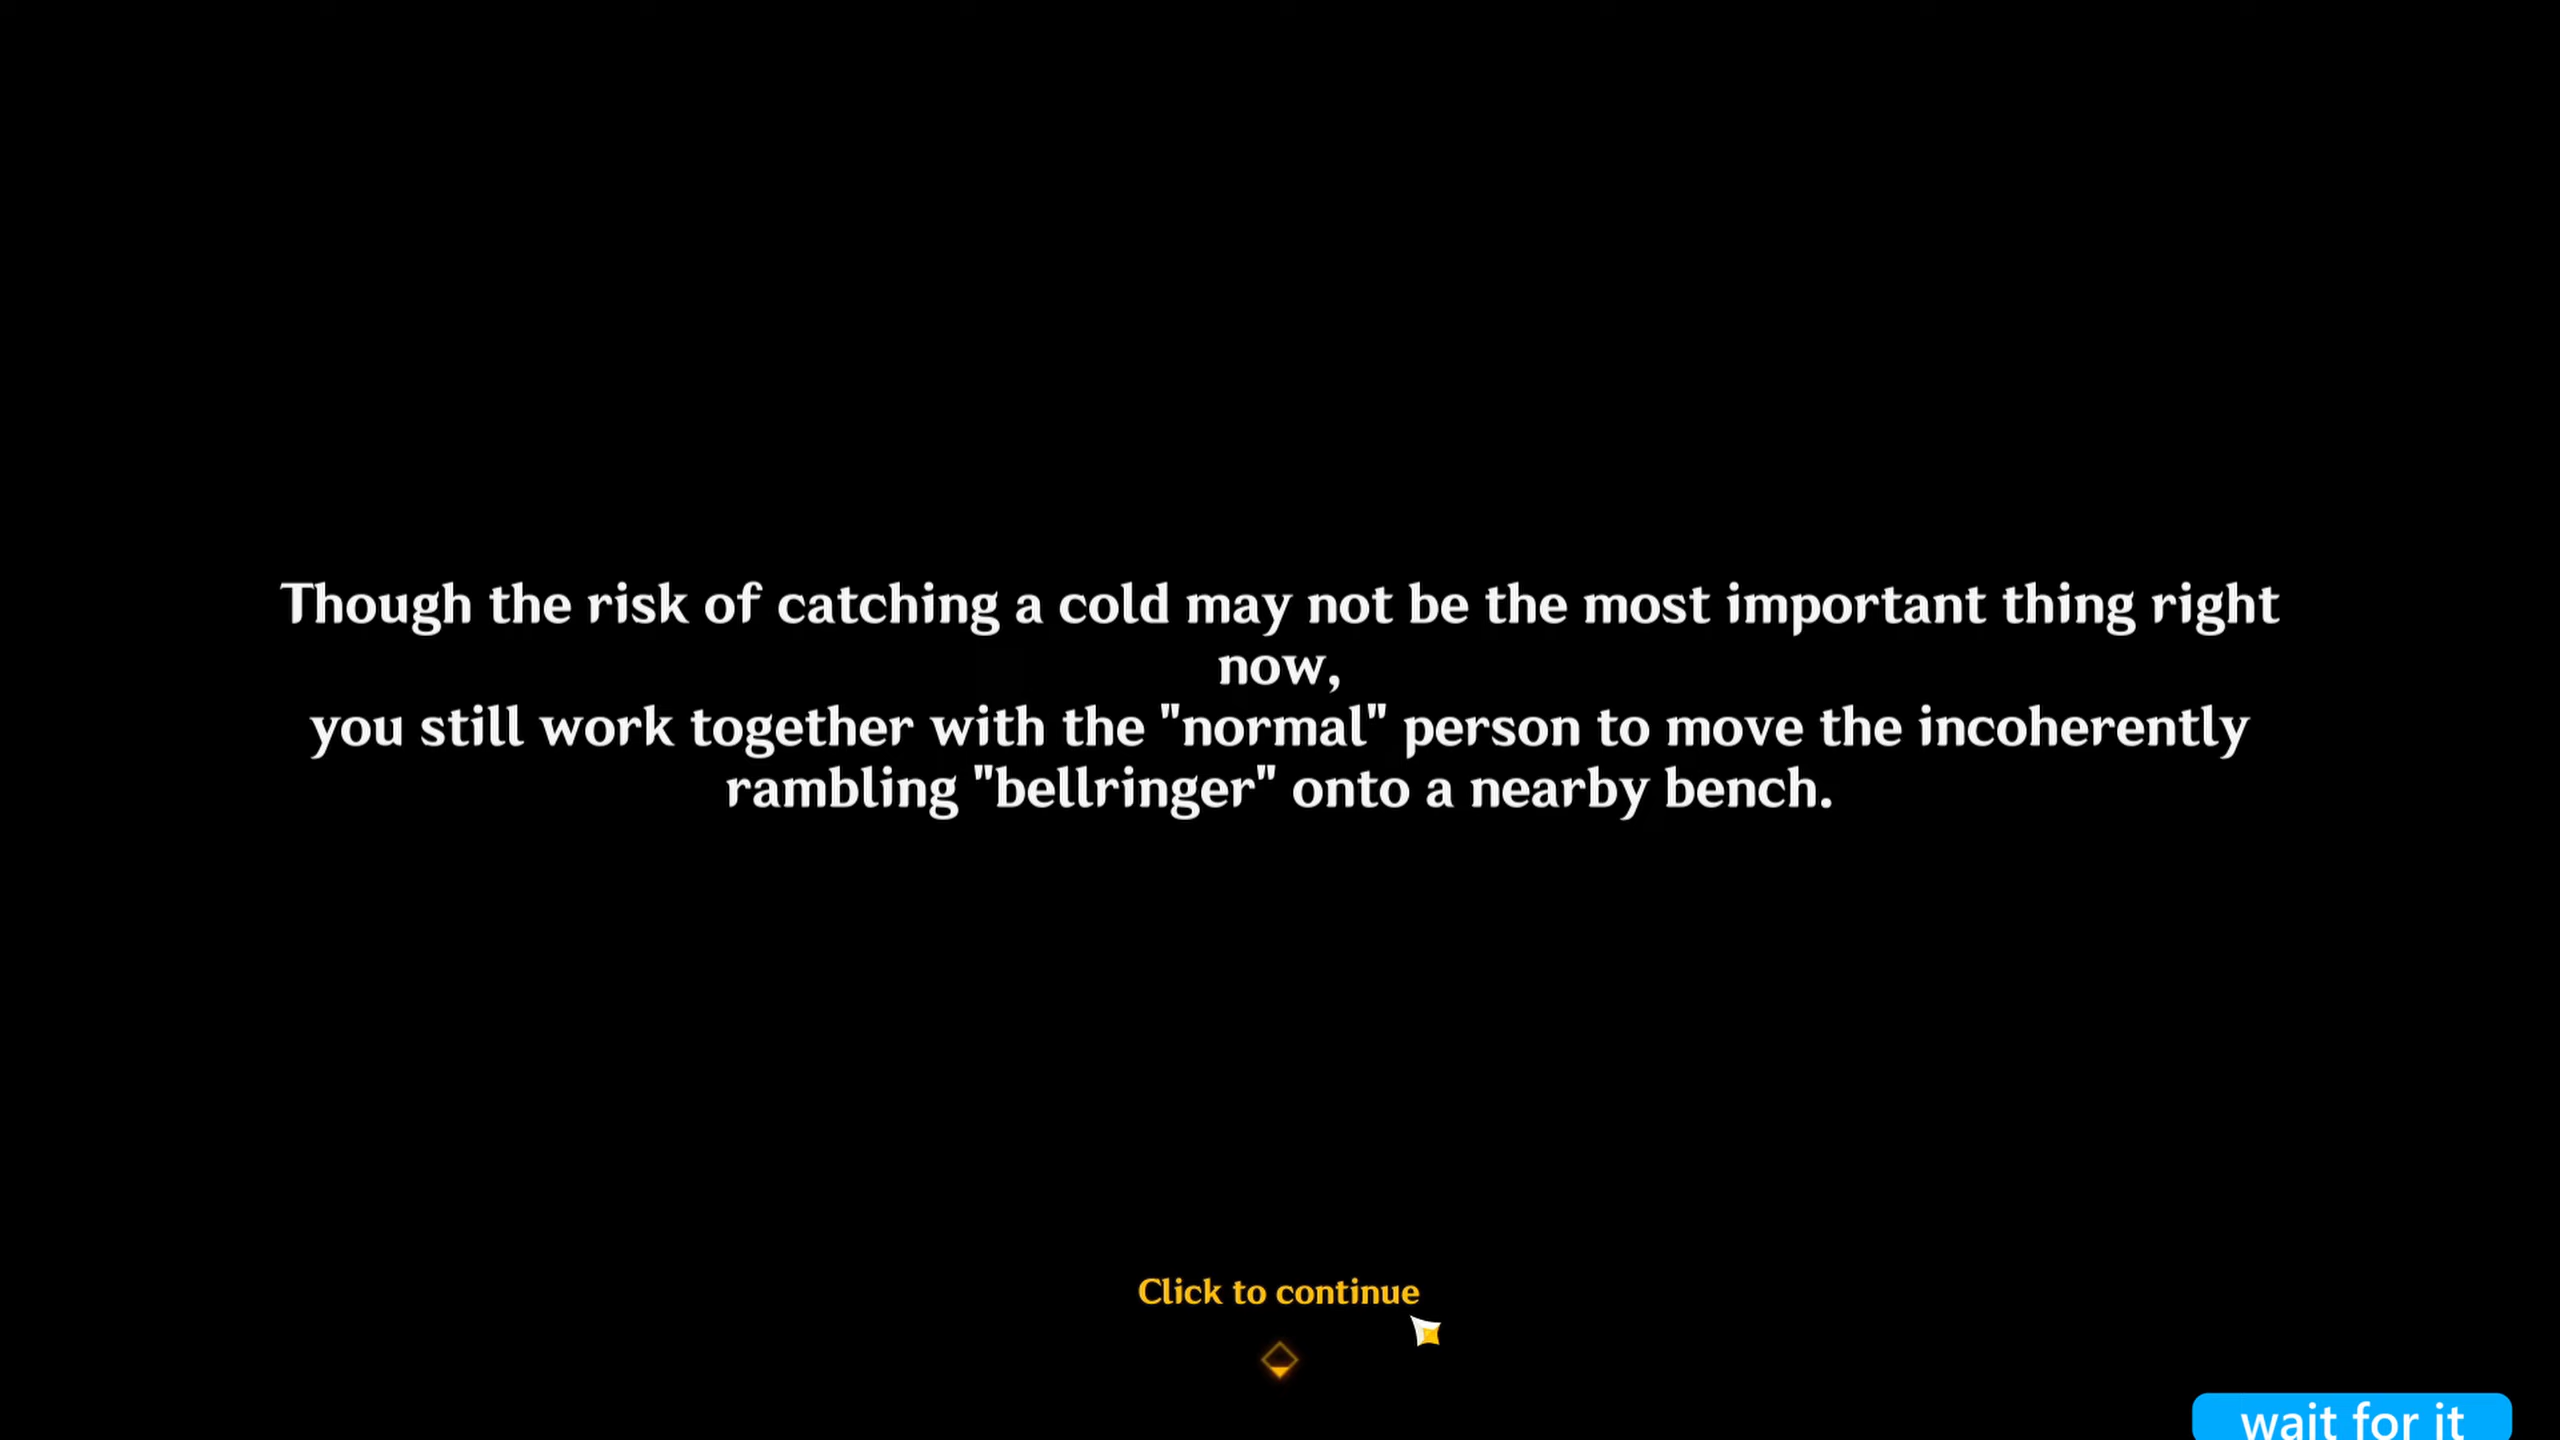 Though the risk of catching a cold may not be the most important thing right
now,
you still work together with the "normal" person to move the incoherently
rambling "bellringer" onto a nearby bench.
Click to continue
wait for it